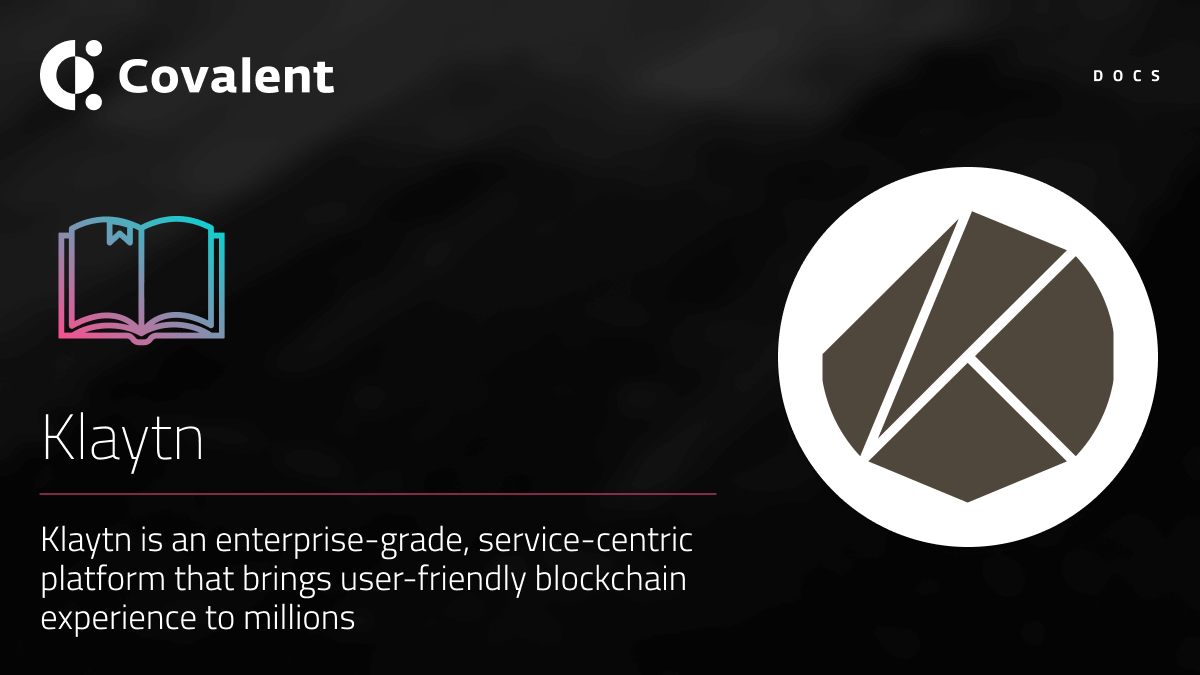 Covalent
DOCS
Klaytn
Klaytn is an enterprise-grade, service-centric
platform that brings user-friendly blockchain
experience to millions